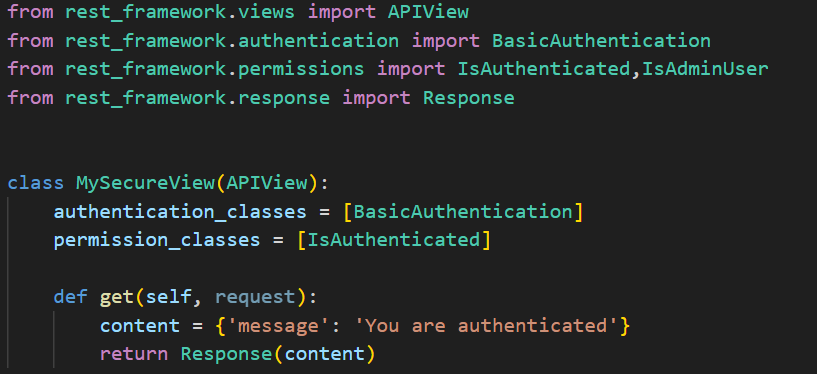 from rest_framework.views import APIView
from rest_framework.authentication import BasicAuthentication
from rest_framework.permissions import IsAuthenticated,IsAdminUser
from rest_framework.response import Response
class MySecureView(APIView):
authentication_classes = [BasicAuthentication]
permission_classes = [IsAuthenticated]
def get(self, request):
content = {'message': 'You are authenticated'}
return Response(content)